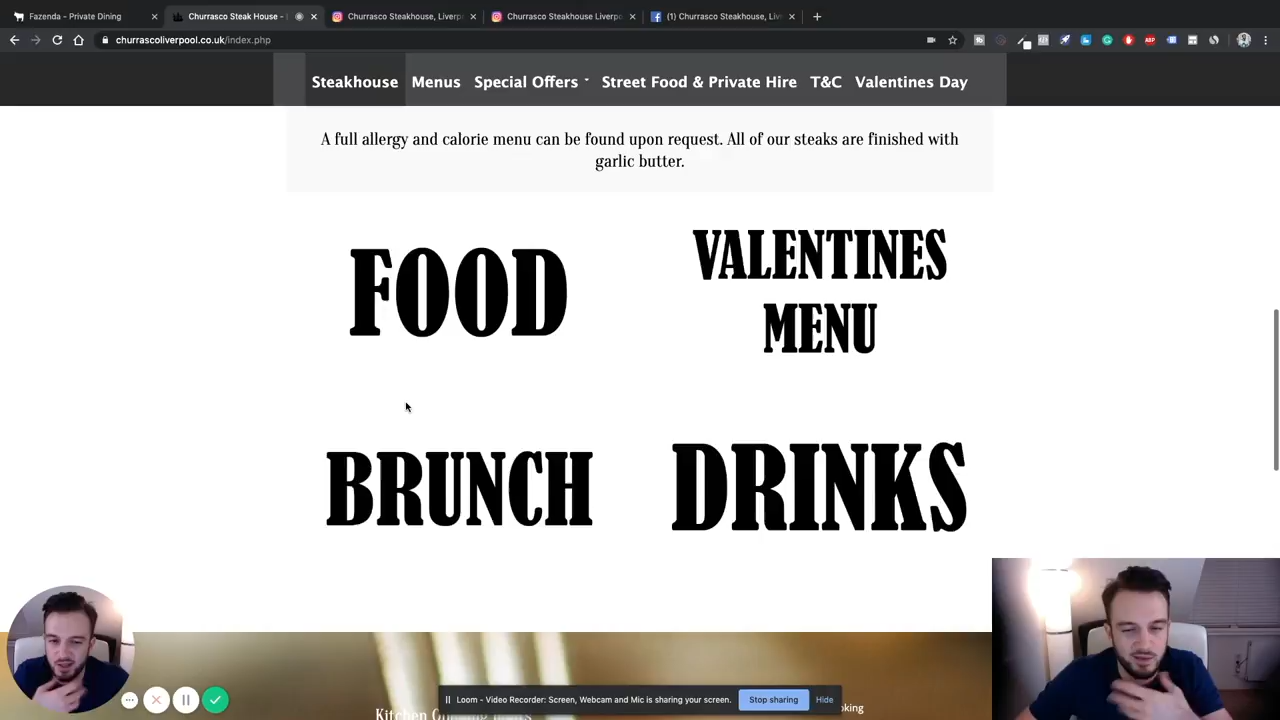 Fazenda - Private Dining
Churrasco Steak House -
Churrasco Steakhouse, Liverp
Churrasco Steakhouse Liverpo
(1) Churrasco Steakhouse, Liv
churrascoliverpool.co.uk/index.php
ABP
Steakhouse
Menus
Special Offers
Street Food & Private Hire
T&C
Valentines Day
A full allergy and calorie menu can be found upon request. All of our steaks are finished with
garlic butter.
FOOD
VALENTINES
MENU
BRUNCH
DRINKS
Loom - Video Recorder: Screen, Webcam and Mic is sharing your screen.
Stop sharing
Hide
oking